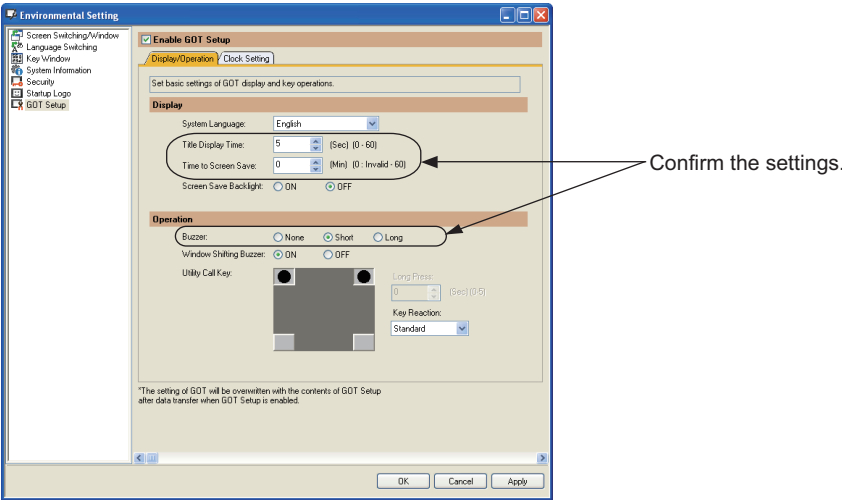 Environmental Setting
Screen Switching/Window
Language Switching
Key Window
System Information
Security
Startup Logo
GOT Setup
Enable GOT Setup
Display/Operation Clock Setting
Set basic settings of GOT display and key operations.
Display
System Language: English
Title Display Time: 5 (Sec) (0 - 60)
Time to Screen Save: 0 (Min) (0 : Invalid - 60)
Screen Save Backlight: ON OFF
Operation
Buzzer: None Short Long
Window Shifting Buzzer: ON OFF
Utility Call Key:
Long Press:
0 (Sec) (0-5)
Key Reaction:
Standard
*The setting of GOT will be overwritten with the contents of GOT Setup
after data transfer when GOT Setup is enabled.
OK Cancel Apply
Confirm the settings.